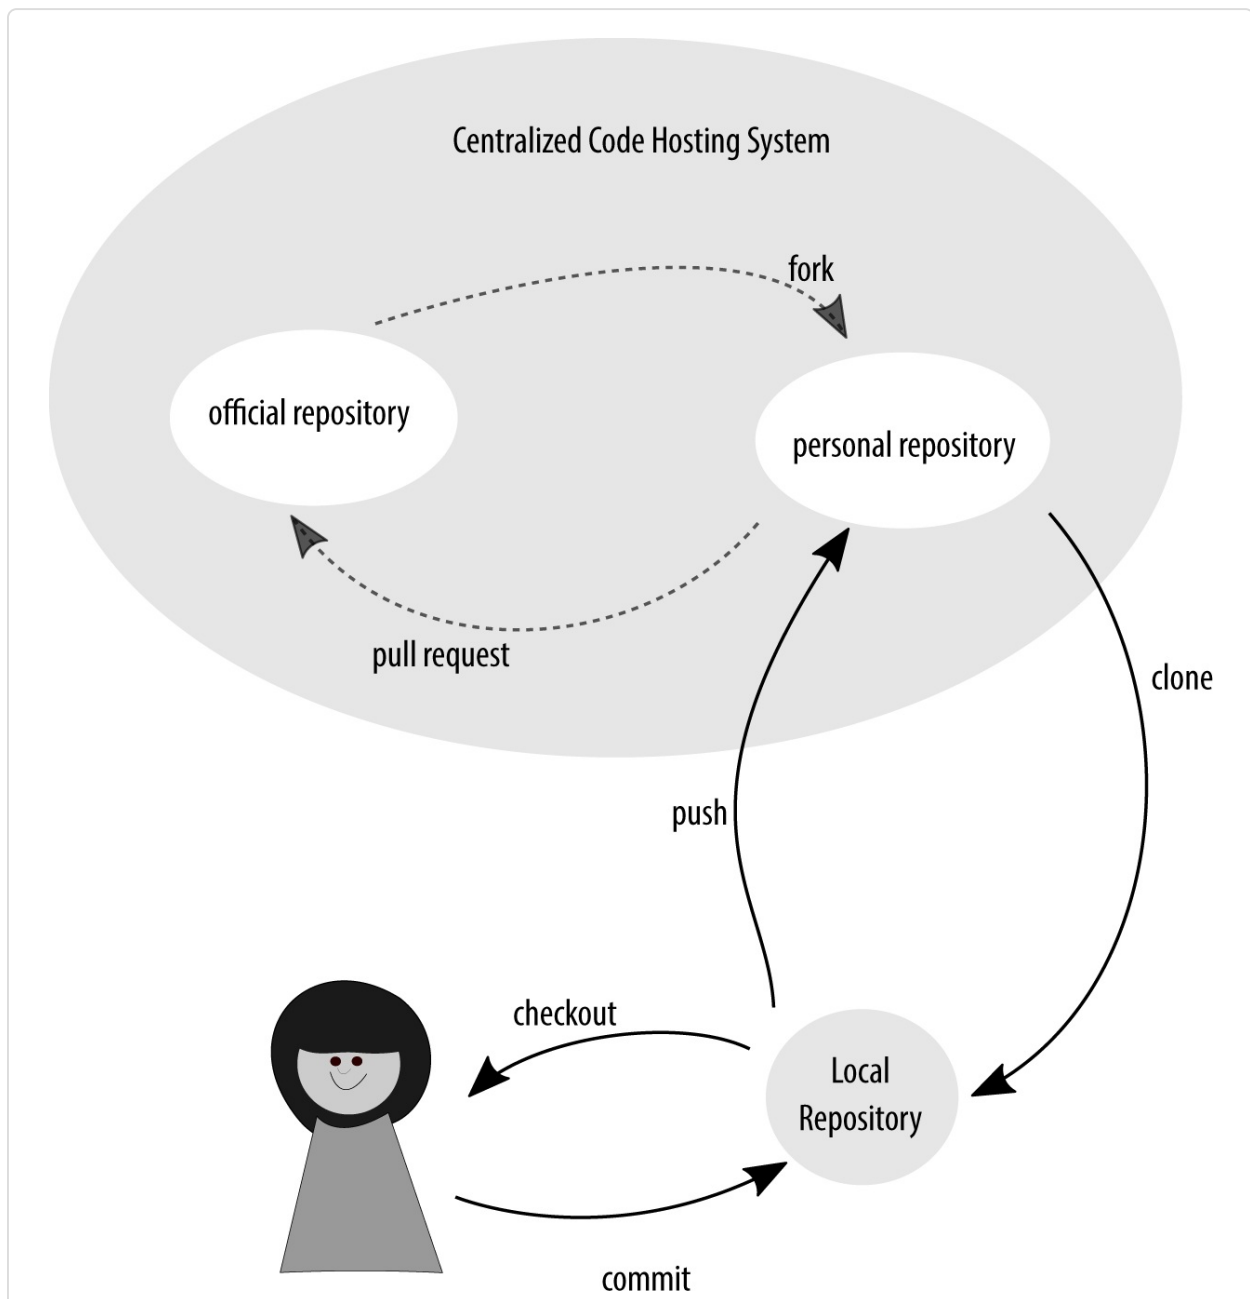 Centralized Code Hosting System
fork
official repository
personal repository
pull request
clone
push
checkout
Local
Repository
commit